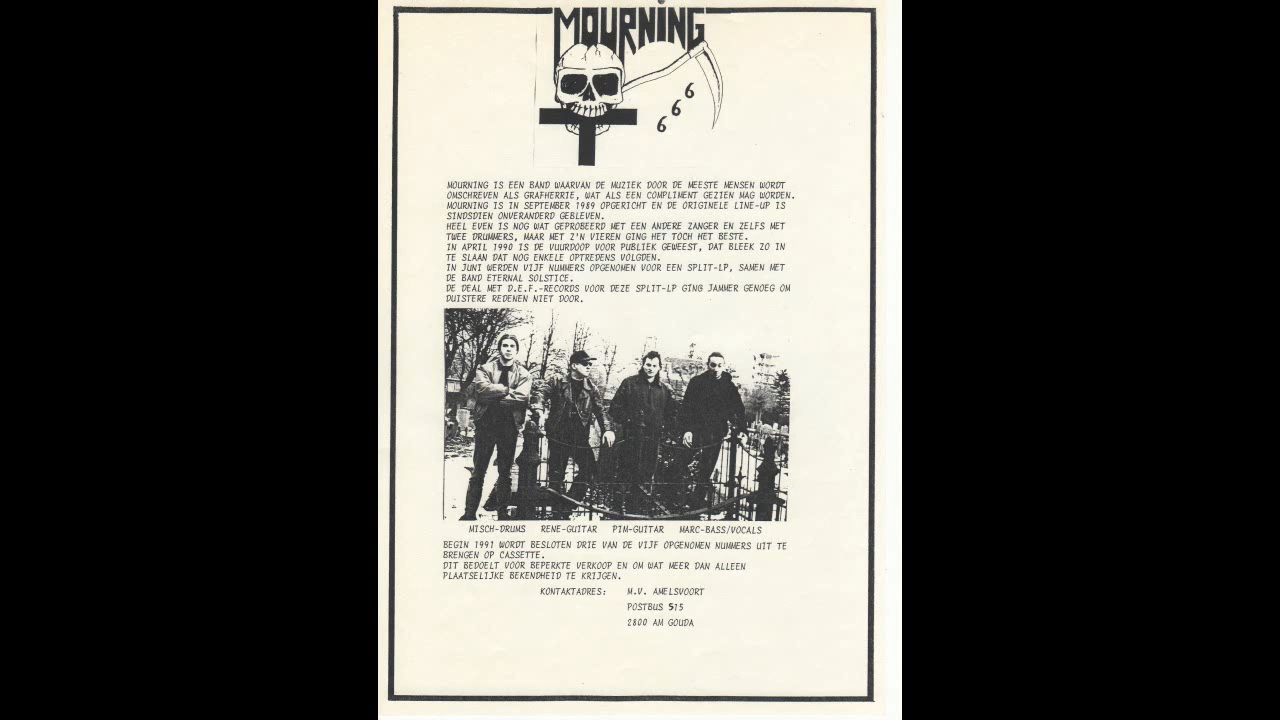 MOURNING
6
6
6
MOURNING IS EEN BAND WAARVAN DE MUZIEK DOOR DE MEESTE MENSEN WORDT
OMSCHREVEN ALS GRAFHERRIE, WAT ALS EEN COMPLIMENT GEZIEN MAG WORDEN.
MOURNING IS IN SEPTEMBER 1989 OPGERICHT EN DE ORIGINELE LINE-UP IS
SINDSDIEN ONVERANDERD GEBLEVEN.
HEEL EVEN IS NOG WAT GEPROBEERD MET EEN ANDERE ZANGER EN ZELFS MET
TWEE DRUMMERS, MAAR MET Z'N VIEREN GING HET TOCH HET BESTE.
IN APRIL 1990 IS DE VUURDOOP VOOR PUBLIEK GEWEEST, DAT BLEEK ZO IN
TE SLAAN DAT NOG ENKELE OPTREDENS VOLGDEN.
IN JUNI WERDEN VIJF NUMMERS OPGENOMEN VOOR EEN SPLIT-LP, SAMEN MET
DE BAND ETERNAL SOLSTICE.
DE DEAL MET D.E.F.-RECORDS VOOR DEZE SPLIT-LP GING JAMMER GENOEG OM
DUISTERE REDENEN NIET DOOR.
MISCH-DRUMS RENE-GUITAR PIM-GUITAR MARC-BASS/VOCALS
BEGIN 1991 WORDT BESLOTEN DRIE VAN DE VIJF OPGENOMEN NUMMERS UIT TE
BRENGEN OP CASSETTE.
DIT BEDOELT VOOR BEPERKTE VERKOOP EN OM WAT MEER DAN ALLEEN
PLAATSELIJKE BEKENDHEID TE KRIJGEN.
KONTAKTADRES: M.V. AMELSVOORT
POSTBUS 515
2800 AM GOUDA